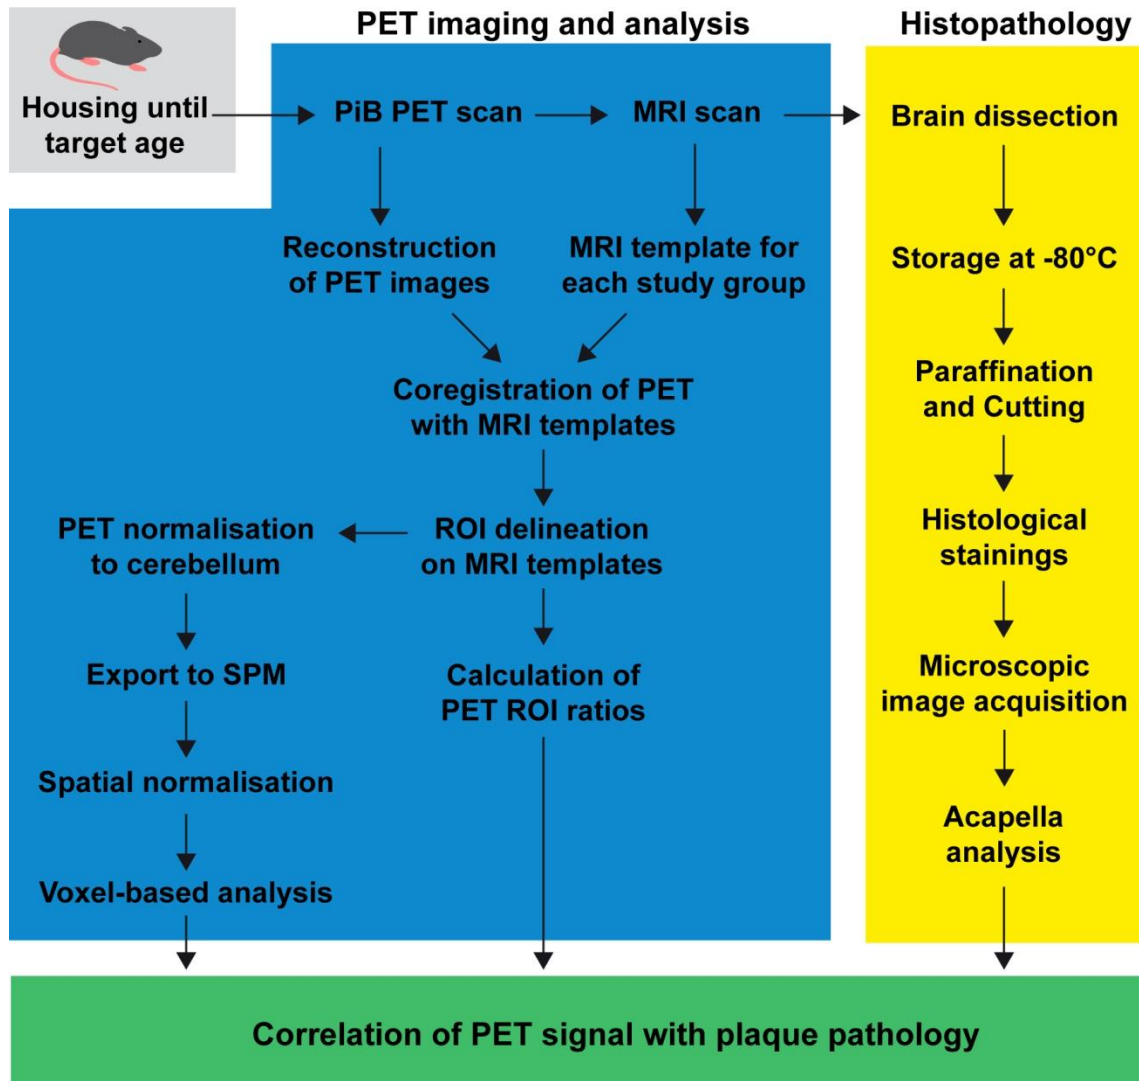 PET imaging and analysis
Histopathology
Housing until
target age
PiB PET scan
MRI scan
Brain dissection
Reconstruction
of PET images
MRI template for
each study group
Storage at -80°C
Coregistration of PET
with MRI templates
Paraffination
and Cutting
PET normalisation
to cerebellum
ROI delineation
on MRI templates
Histological
stainings
Export to SPM
Calculation of
PET ROI ratios
Microscopic
image acquisition
Spatial normalisation
Acapella
analysis
Voxel-based analysis
Correlation of PET signal with plaque pathology